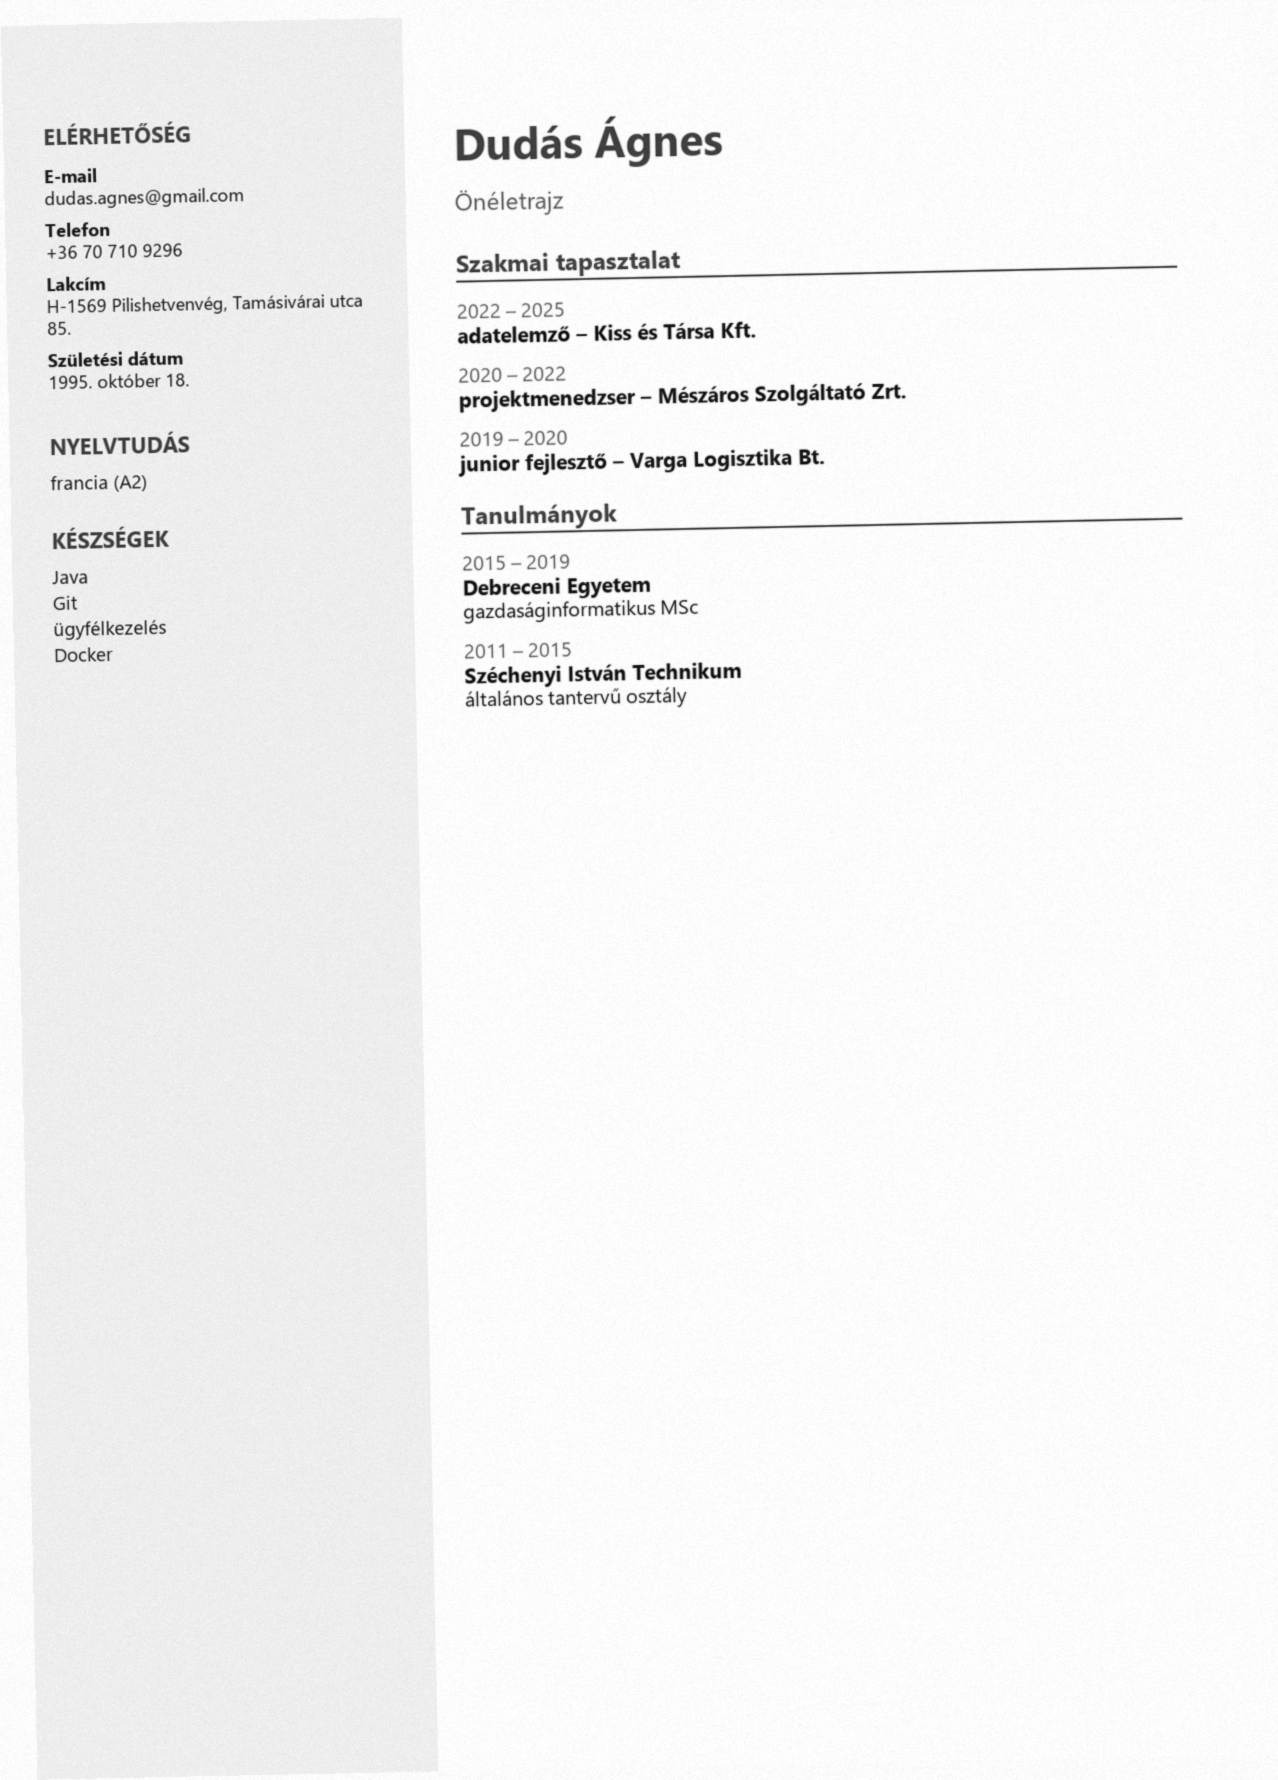 ELÉRHETŐSÉG
E-mail
dudas.agnes@gmail.com
Telefon
+36 70 710 9296
Lakcím
H-1569 Pilishetvenvég, Tamásivárai utca
85.
Születési dátum
1995. október 18.
NYELVTUDÁS
francia (A2)
KÉSZSÉGEK
Java
Git
ügyfélkezelés
Docker
Dudás Ágnes
Önéletrajz
Szakmai tapasztalat
2022 – 2025
adatelemző – Kiss és Társa Kft.
2020 – 2022
projektmenedzser – Mészáros Szolgáltató Zrt.
2019 – 2020
junior fejlesztő – Varga Logisztika Bt.
Tanulmányok
2015 – 2019
Debreceni Egyetem
gazdaságinformatikus MSc
2011 – 2015
Széchenyi István Technikum
általános tantervű osztály